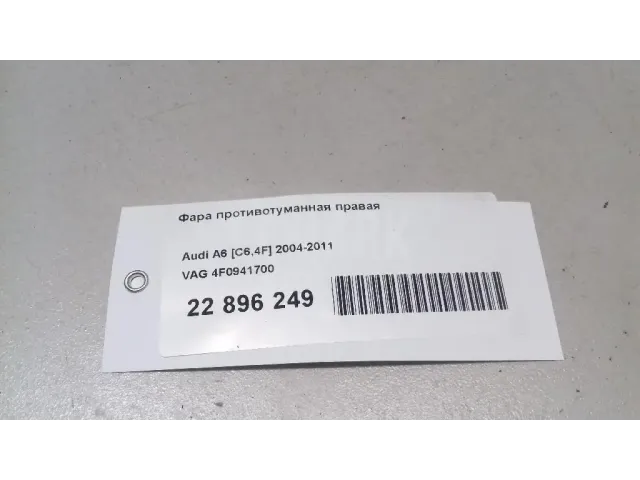 Фара противотуманная правая
Audi A6 [C6,4F] 2004-2011
VAG 4F0941700
22 896 249